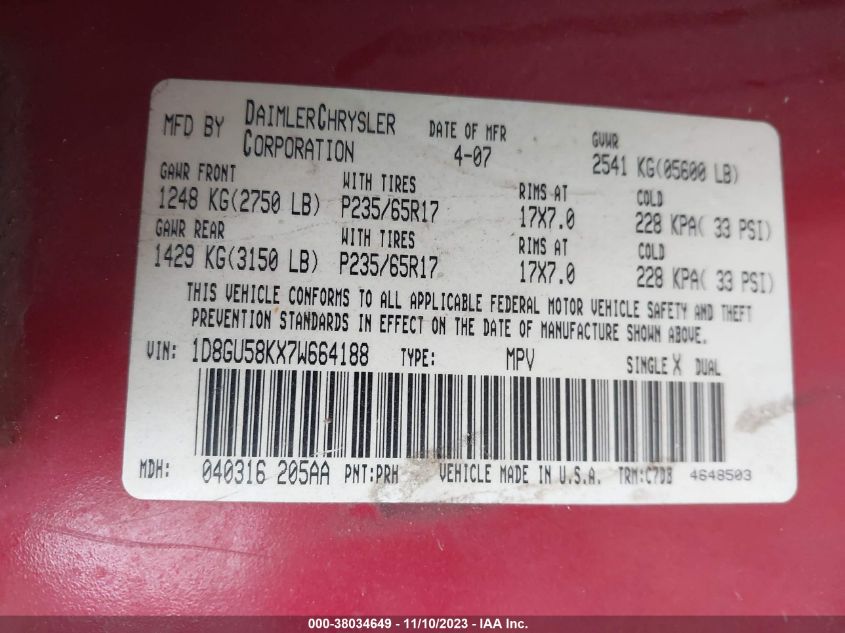 MFD BY DAIMLERCHRYSLER CORPORATION DATE OF MFR 4-07 GVWR 2541 KG(05600 LB)
GAWR FRONT WITH TIRES RIMS AT COLD
1248 KG(2750 LB) P235/65R17 17X7.0 228 KPA( 33 PSI)
GAWR REAR WITH TIRES RIMS AT COLD
1429 KG(3150 LB) P235/65R17 17X7.0 228 KPA( 33 PSI)
THIS VEHICLE CONFORMS TO ALL APPLICABLE FEDERAL MOTOR VEHICLE SAFETY AND THEFT
PREVENTION STANDARDS IN EFFECT ON THE DATE OF MANUFACTURE SHOWN ABOVE.
VIN: 1D8GU58KX7W664188 TYPE: MPV SINGLE X DUAL
MDH: 040316 205AA PNT:PRH VEHICLE MADE IN U.S.A. TRM:C7DB 4648503
000-38034649 - 11/10/2023 - IAAI Inc.